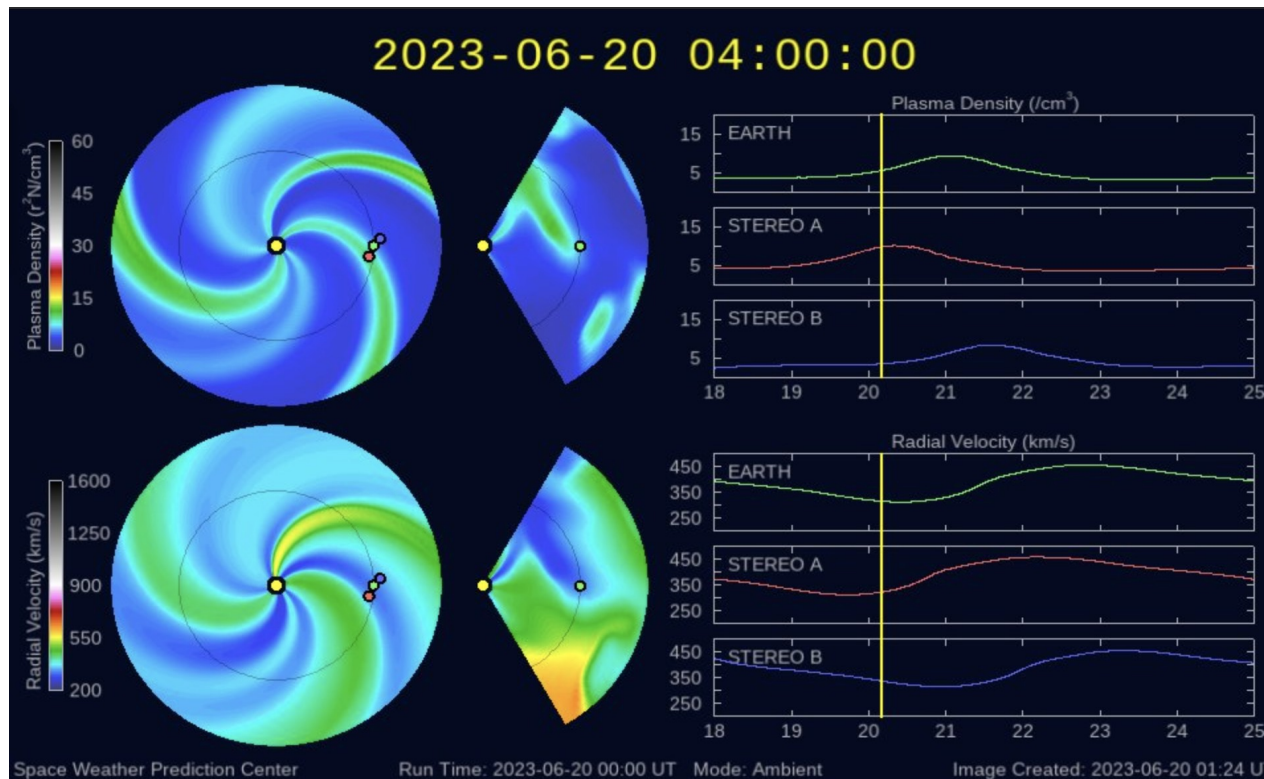 2023-06-20 04:00:00
Plasma Density (r²N/cm³)
60
45
30
15
0
Plasma Density (/cm³)
15
5
EARTH
15
5
STEREO A
15
5
STEREO B
18 19 20 21 22 23 24 25
Radial Velocity (km/s)
1600
1250
900
550
200
Radial Velocity (km/s)
450
350
250
EARTH
450
350
250
STEREO A
450
350
250
STEREO B
18 19 20 21 22 23 24 25
Space Weather Prediction Center Run Time: 2023-06-20 00:00 UT Mode: Ambient Image Created: 2023-06-20 01:24 U